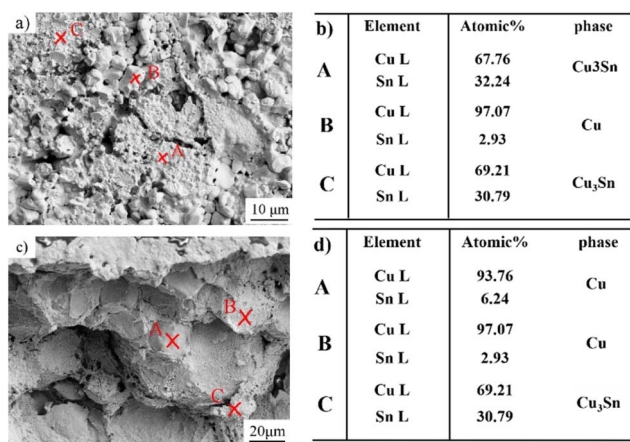 a)
C
B
A
10 μm
b) Element Atomic% phase
A Cu L 67.76 Cu3Sn
Sn L 32.24
B Cu L 97.07 Cu
Sn L 2.93
C Cu L 69.21 Cu₃Sn
Sn L 30.79
c)
B
A
C
20μm
d) Element Atomic% phase
A Cu L 93.76 Cu
Sn L 6.24
B Cu L 97.07 Cu
Sn L 2.93
C Cu L 69.21 Cu₃Sn
Sn L 30.79